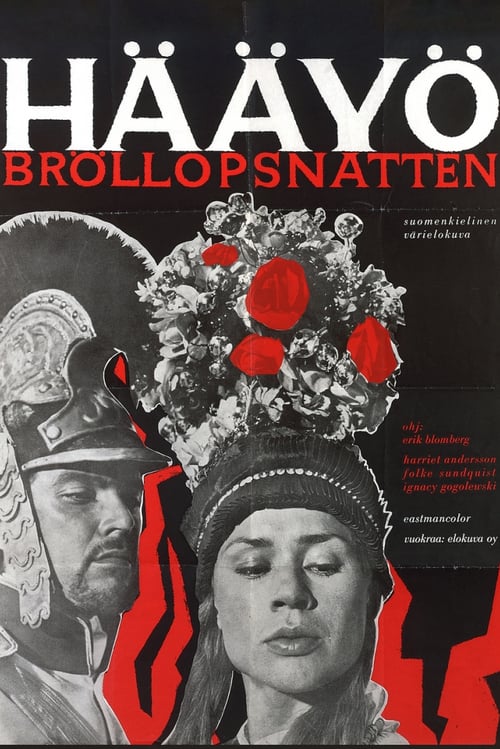 HÄÄYÖ
BRÖLLOPSNATTEN
suomenkielinen
värielokuva
ohj:
erik blomberg
harriet andersson
folke sundquist
ignacy gogolewski
eastmancolor
vuokraa: elokuva oy